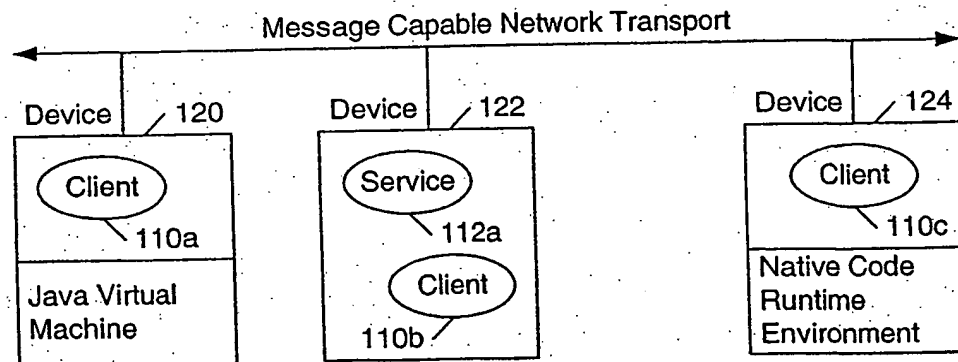 Message Capable Network Transport
Device
120
Device
122
Device
124
Client
110a
Java Virtual
Machine
Service
112a
Client
110b
Client
110c
Native Code
Runtime
Environment